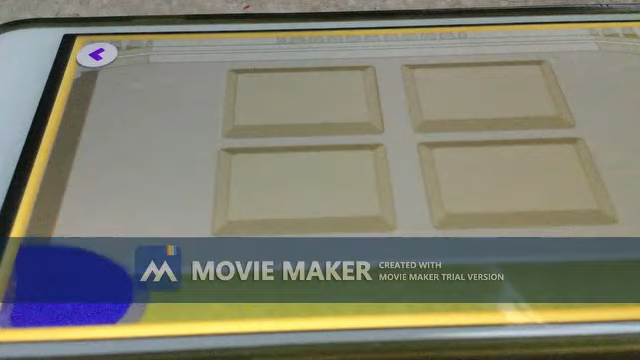 MOVIE MAKER
CREATED WITH
MOVIE MAKER TRIAL VERSION